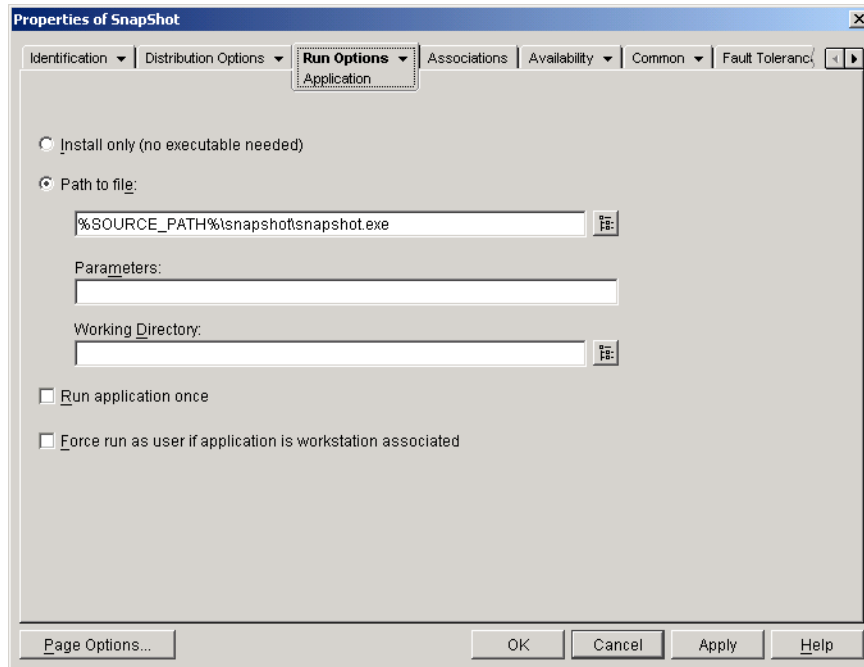 Properties of SnapShot
Identification Distribution Options Run Options Associations Availability Common Fault Toleranc
Application
Install only (no executable needed)
Path to file:
%SOURCE_PATH%\snapshot\snapshot.exe
Parameters:
Working Directory:
Run application once
Force run as user if application is workstation associated
Page Options... OK Cancel Apply Help